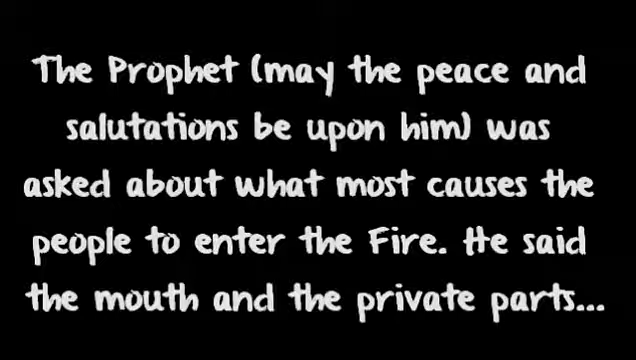 The Prophet (may the peace and
salutations be upon him) was
asked about what most causes the
people to enter the Fire. He said
the mouth and the private parts...